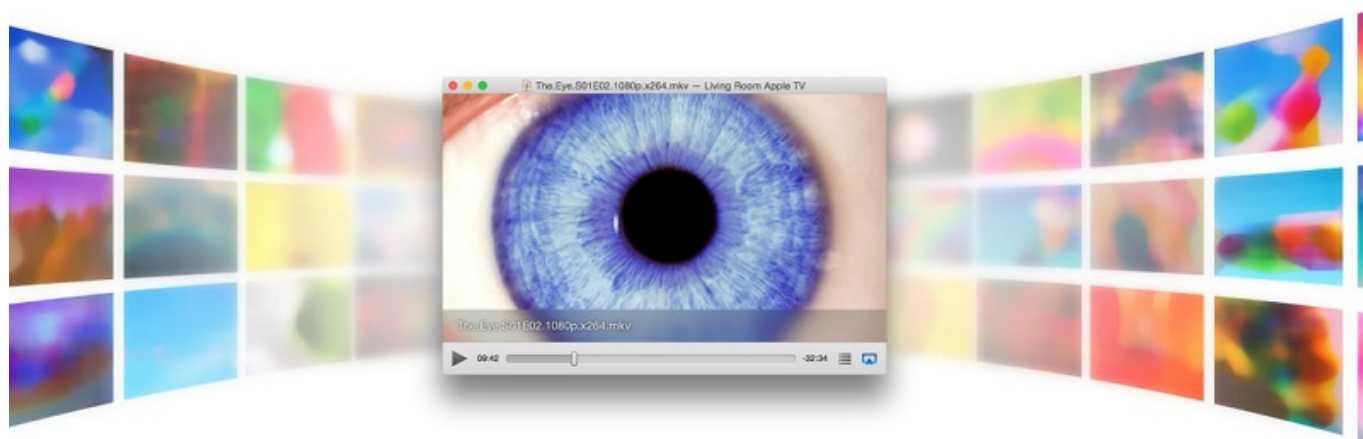 The.Eye.S01E02.1080p.x264.mkv — Living Room Apple TV
The.Eye.S01E02.1080p.x264.mkv
09:42
-32:34